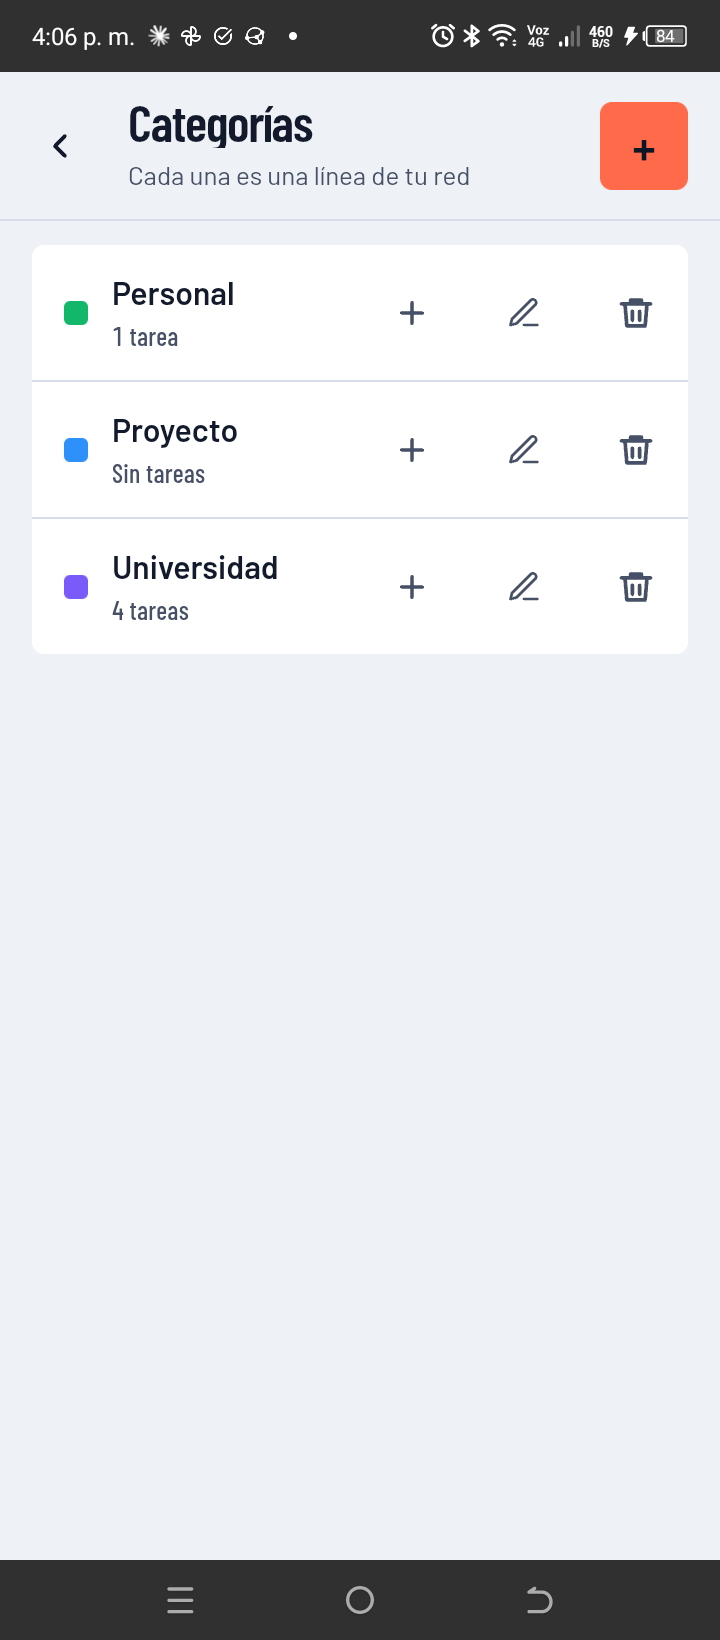 4:06 p. m.
Voz
4G
460
B/S
84
Categorías
Cada una es una línea de tu red
+
Personal
1 tarea
Proyecto
Sin tareas
Universidad
4 tareas